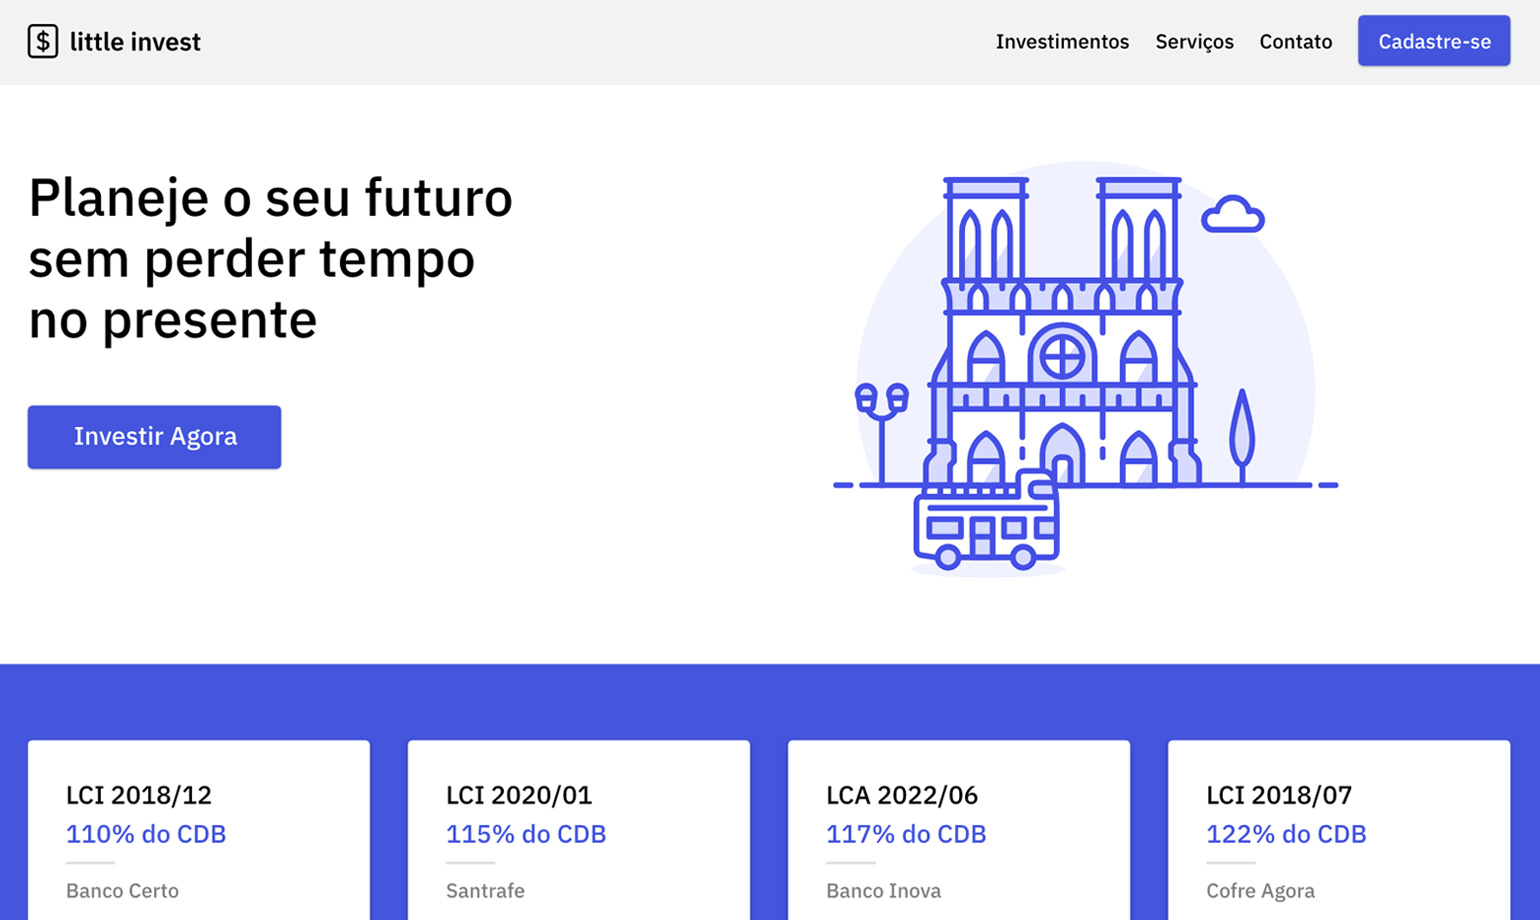 $ little invest
Investimentos
Serviços
Contato
Cadastre-se
Planeje o seu futuro
sem perder tempo
no presente
Investir Agora
LCI 2018/12
110% do CDB
Banco Certo
LCI 2020/01
115% do CDB
Santrafe
LCA 2022/06
117% do CDB
Banco Inova
LCI 2018/07
122% do CDB
Cofre Agora